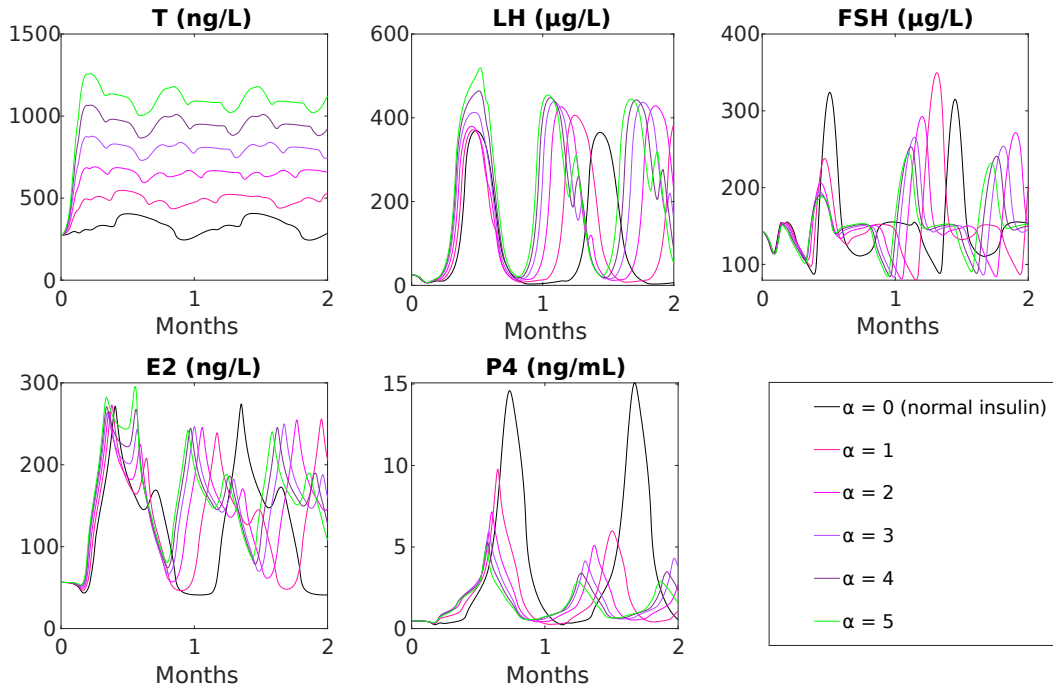 T (ng/L)
1500
1000
500
0
0
1
2
Months
LH (µg/L)
600
400
200
0
0
1
2
Months
FSH (µg/L)
400
300
200
100
0
1
2
Months
E2 (ng/L)
300
200
100
0
0
1
2
Months
P4 (ng/mL)
15
10
5
0
0
1
2
Months
α = 0 (normal insulin)
α = 1
α = 2
α = 3
α = 4
α = 5